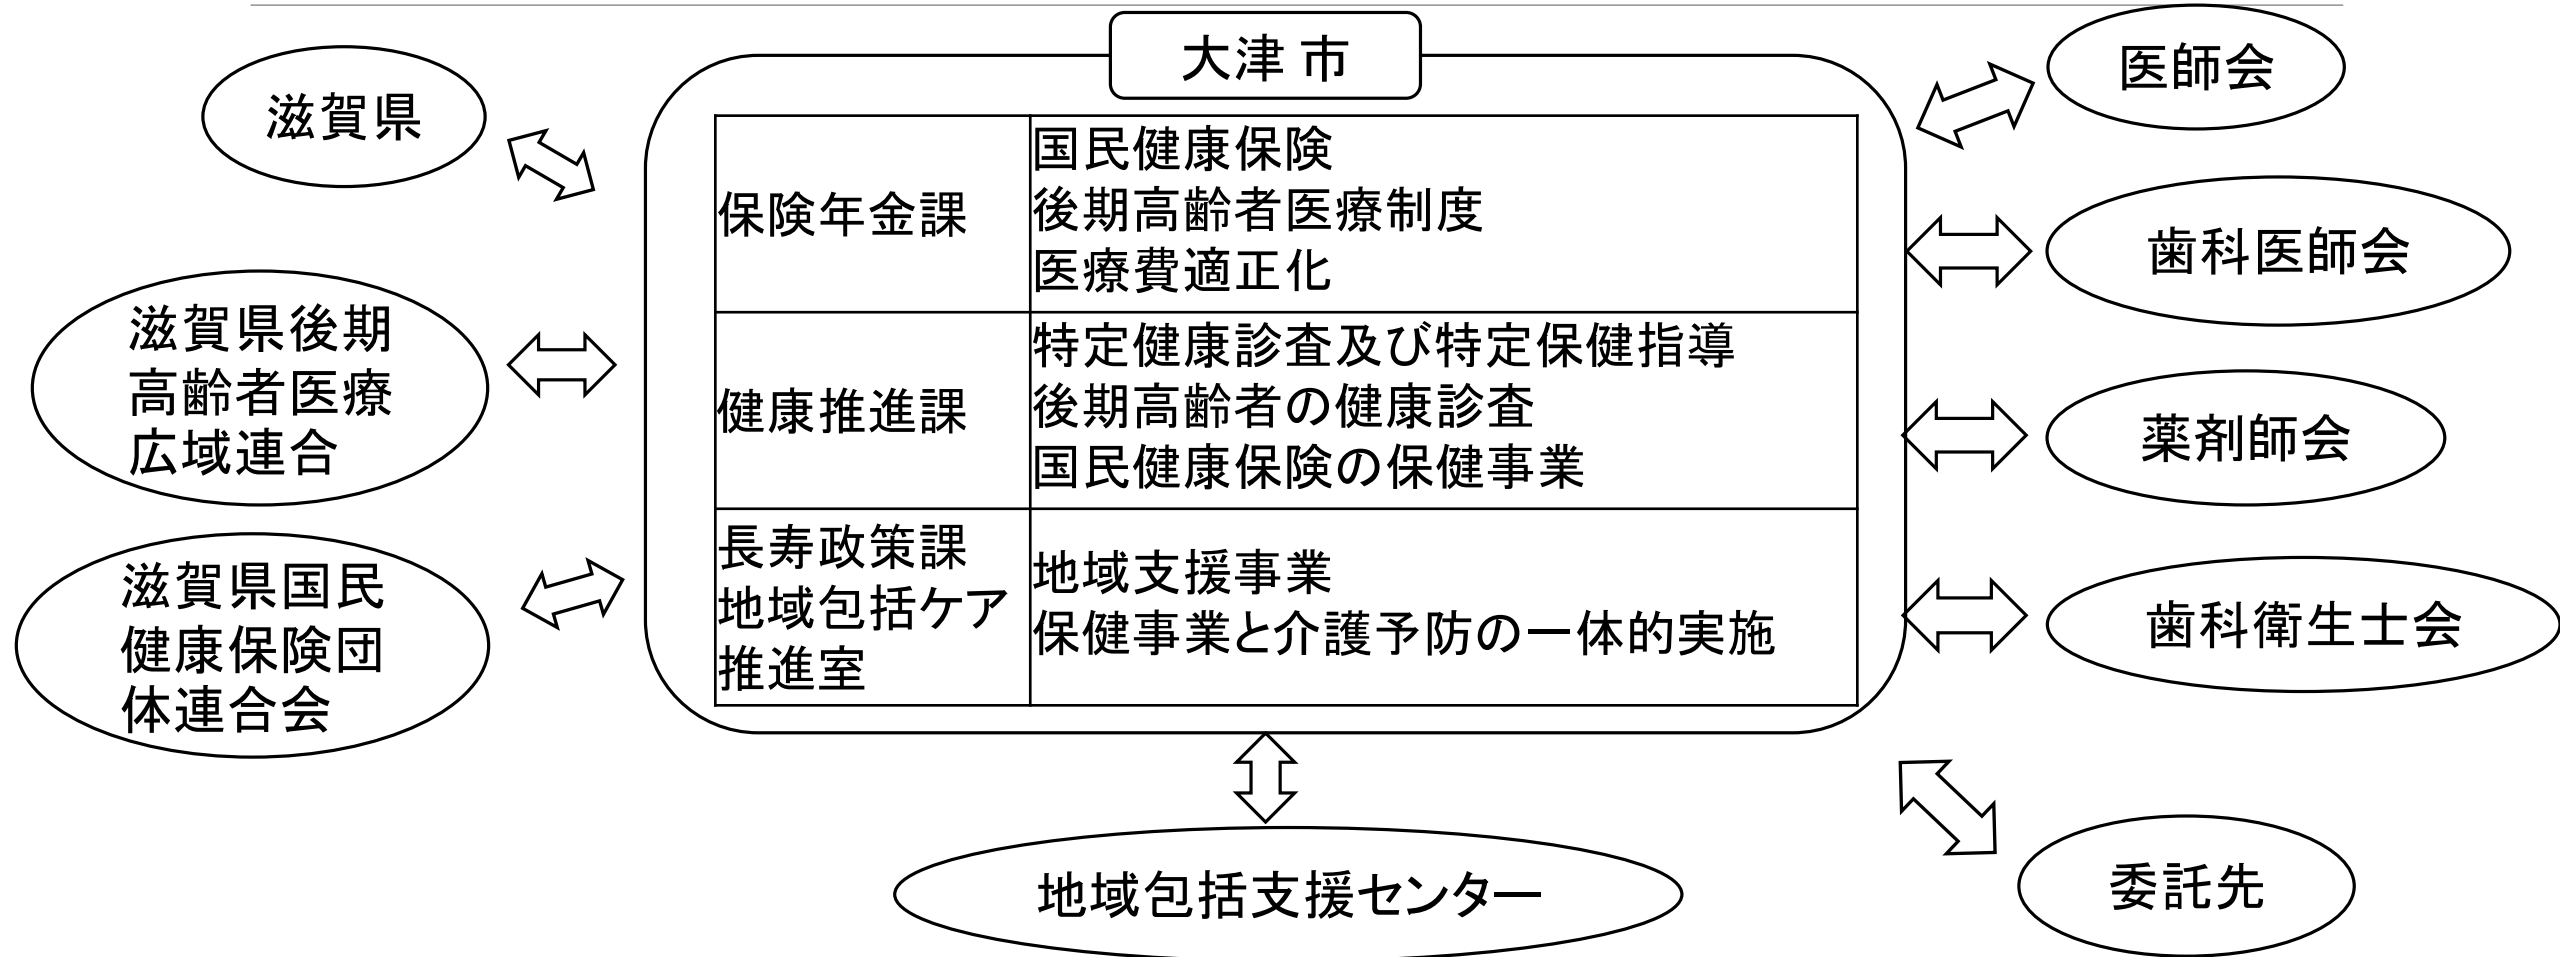 大津 市
滋賀県
滋賀県後期
高齢者医療
広域連合
滋賀県国民
健康保険団
体連合会
保険年金課
国民健康保険
後期高齢者医療制度
医療費適正化
健康推進課
特定健康診査及び特定保健指導
後期高齢者の健康診査
国民健康保険の保健事業
長寿政策課
地域包括ケア
推進室
地域支援事業
保健事業と介護予防の一体的実施
医師会
歯科医師会
薬剤師会
歯科衛生士会
地域包括支援センター
委託先